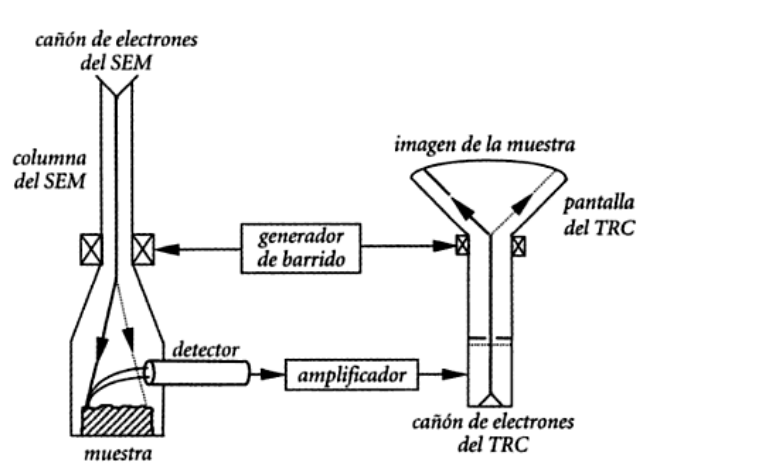 cañón de electrones
del SEM
columna
del SEM
imagen de la muestra
pantalla
del TRC
generador
de barrido
detector
amplificador
cañón de electrones
del TRC
muestra